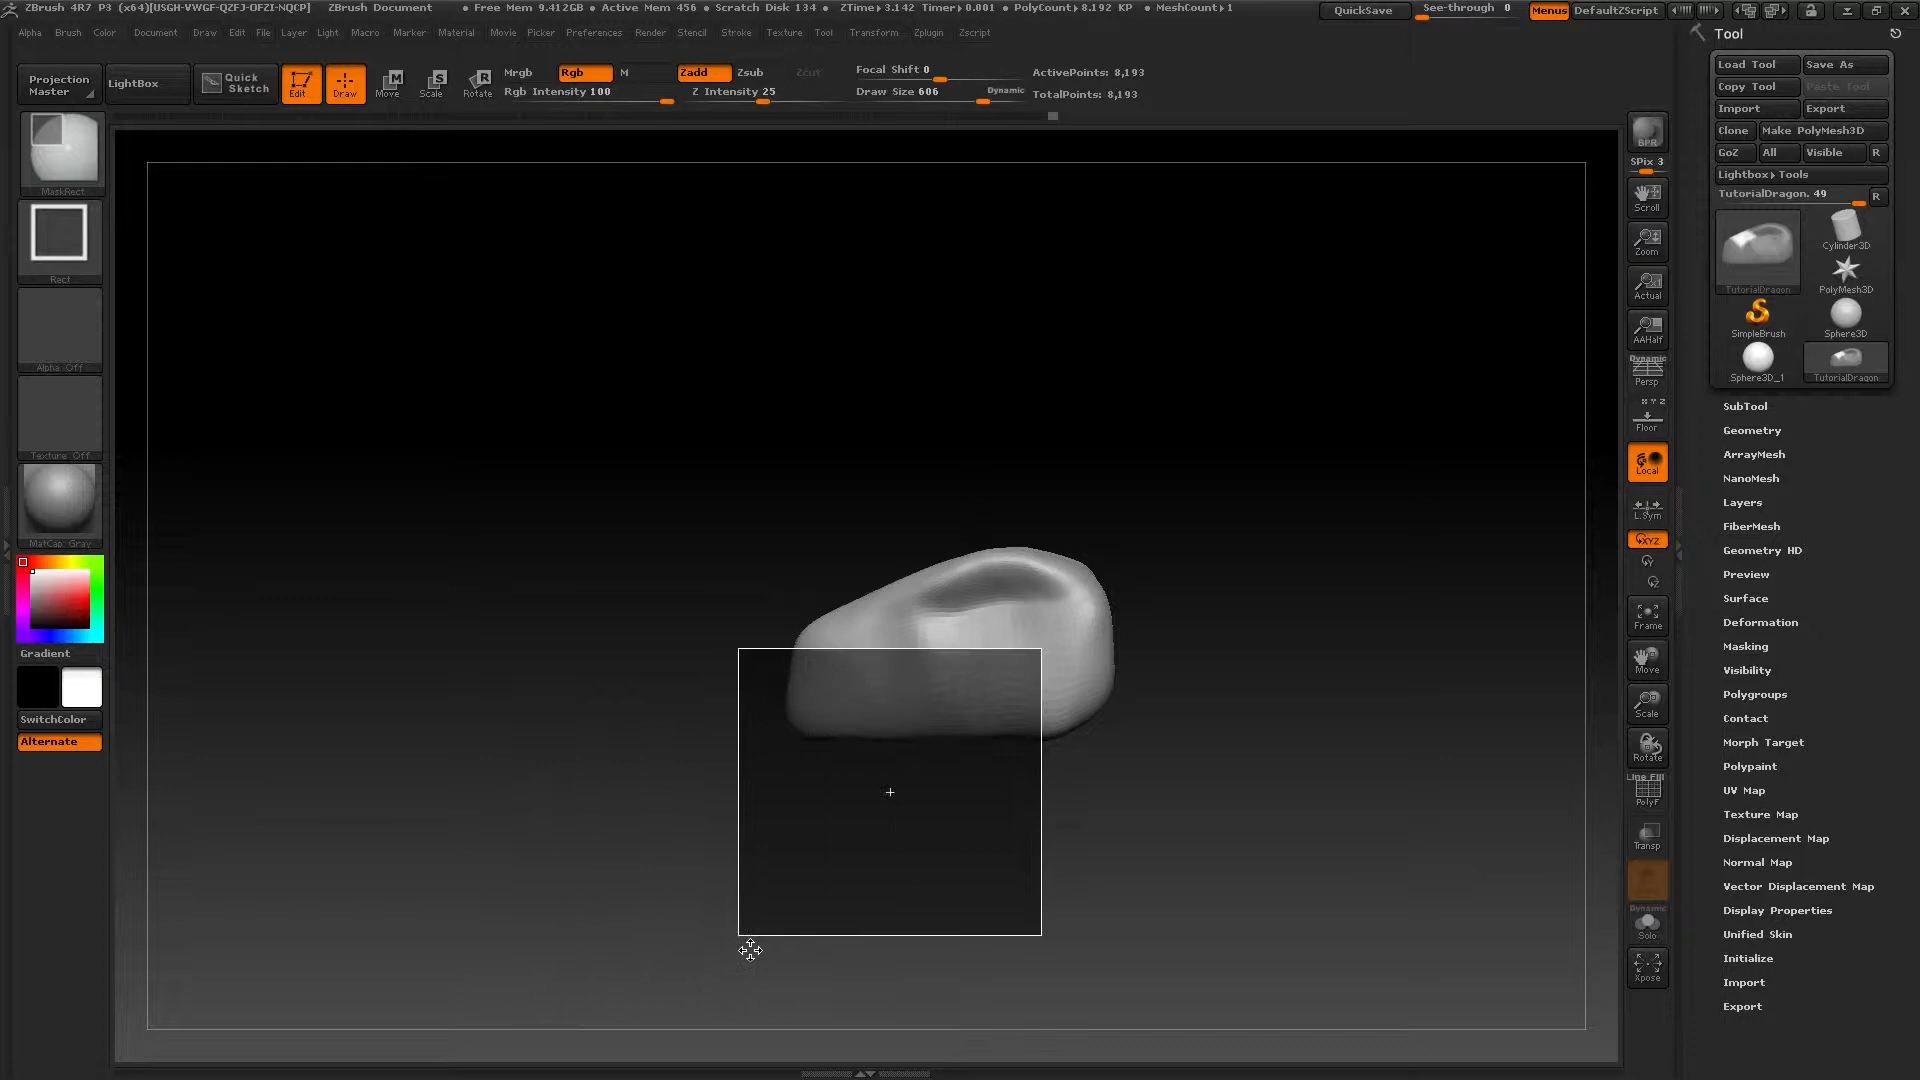 ZBrush 4R7 P3 (x64)[USGH-VWGF-QZFJ-OFZI-NQCP] ZBrush Document • Free Mem 9.412GB • Active Mem 456 • Scratch Disk 134 • ZTime▸3.142 Timer▸0.001 • PolyCount▸8.192 KP • MeshCount▸1 QuickSave See-through 0 Menus DefaultZScript
Alpha Brush Color Document Draw Edit File Layer Light Macro Marker Material Movie Picker Preferences Render Stencil Stroke Texture Tool Transform Zplugin Zscript
Projection Master
LightBox
Quick Sketch
Edit
Draw
Move
Scale
Rotate
Mrgb Rgb M
Rgb Intensity 100
Zadd Zsub Zcut
Z Intensity 25
Focal Shift 0
Draw Size 606 Dynamic
ActivePoints: 8,193
TotalPoints: 8,193
MaskRect
Rect
Alpha Off
Texture Off
MatCap Gray
Gradient
SwitchColor
Alternate
BPR
SPix 3
Scroll
Zoom
Actual
AAHalf
Dynamic
Persp
X Y Z
Floor
Local
L.Sym
XYZ
Y
Z
Frame
Move
Scale
Rotate
Line Fill
PolyF
Transp
Dynamic
Solo
Xpose
Tool
Load Tool Save As
Copy Tool Paste Tool
Import Export
Clone Make PolyMesh3D
GoZ All Visible R
Lightbox▸Tools
TutorialDragon. 49 R
TutorialDragon
Cylinder3D
PolyMesh3D
SimpleBrush
Sphere3D
Sphere3D_1
TutorialDragon
SubTool
Geometry
ArrayMesh
NanoMesh
Layers
FiberMesh
Geometry HD
Preview
Surface
Deformation
Masking
Visibility
Polygroups
Contact
Morph Target
Polypaint
UV Map
Texture Map
Displacement Map
Normal Map
Vector Displacement Map
Display Properties
Unified Skin
Initialize
Import
Export